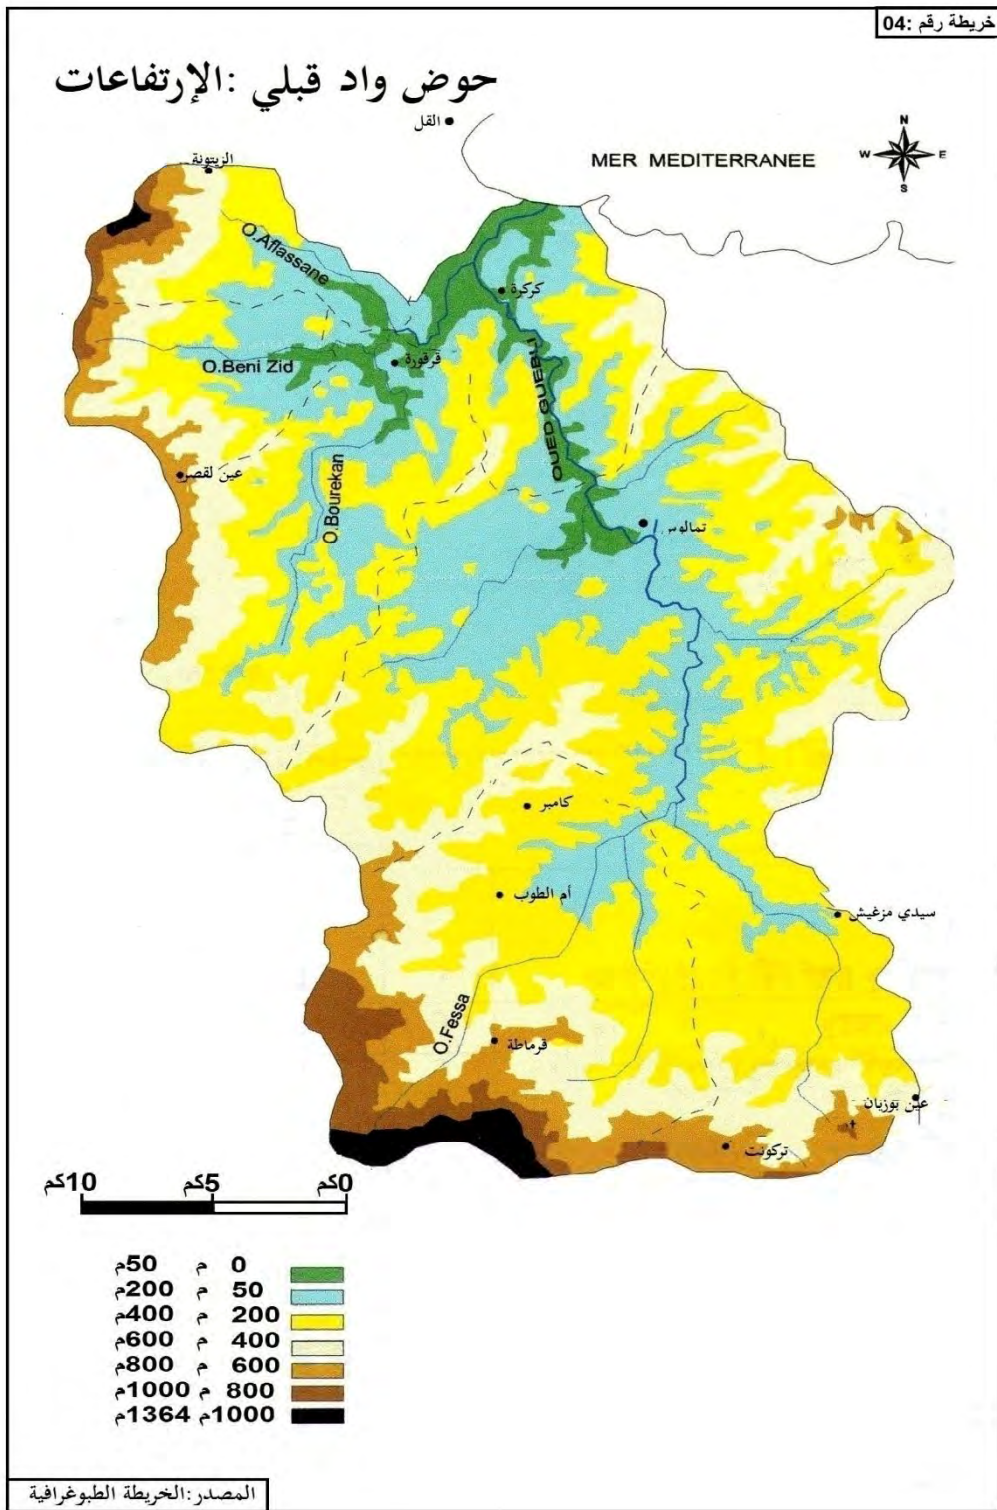 خريطة رقم :04
حوض واد قبلي :الإرتفاعات
القل
MER MEDITERRANEE
N
W E
S
الزيتونة
O.Aflassane
كركرة
قرقورة
O.Beni Zid
OUED GUEBLI
عين لقصر
O.Bourekan
تمالوس
كامبر
أم الطوب
سيدي مزغيش
O.Fessa
قرماطة
عين بوزيان
تركونت
0كم 5كم 10كم
0 م 50م
50 م 200م
200 م 400م
400 م 600م
600 م 800م
800 م 1000م
1000م 1364م
المصدر:الخريطة الطبوغرافية